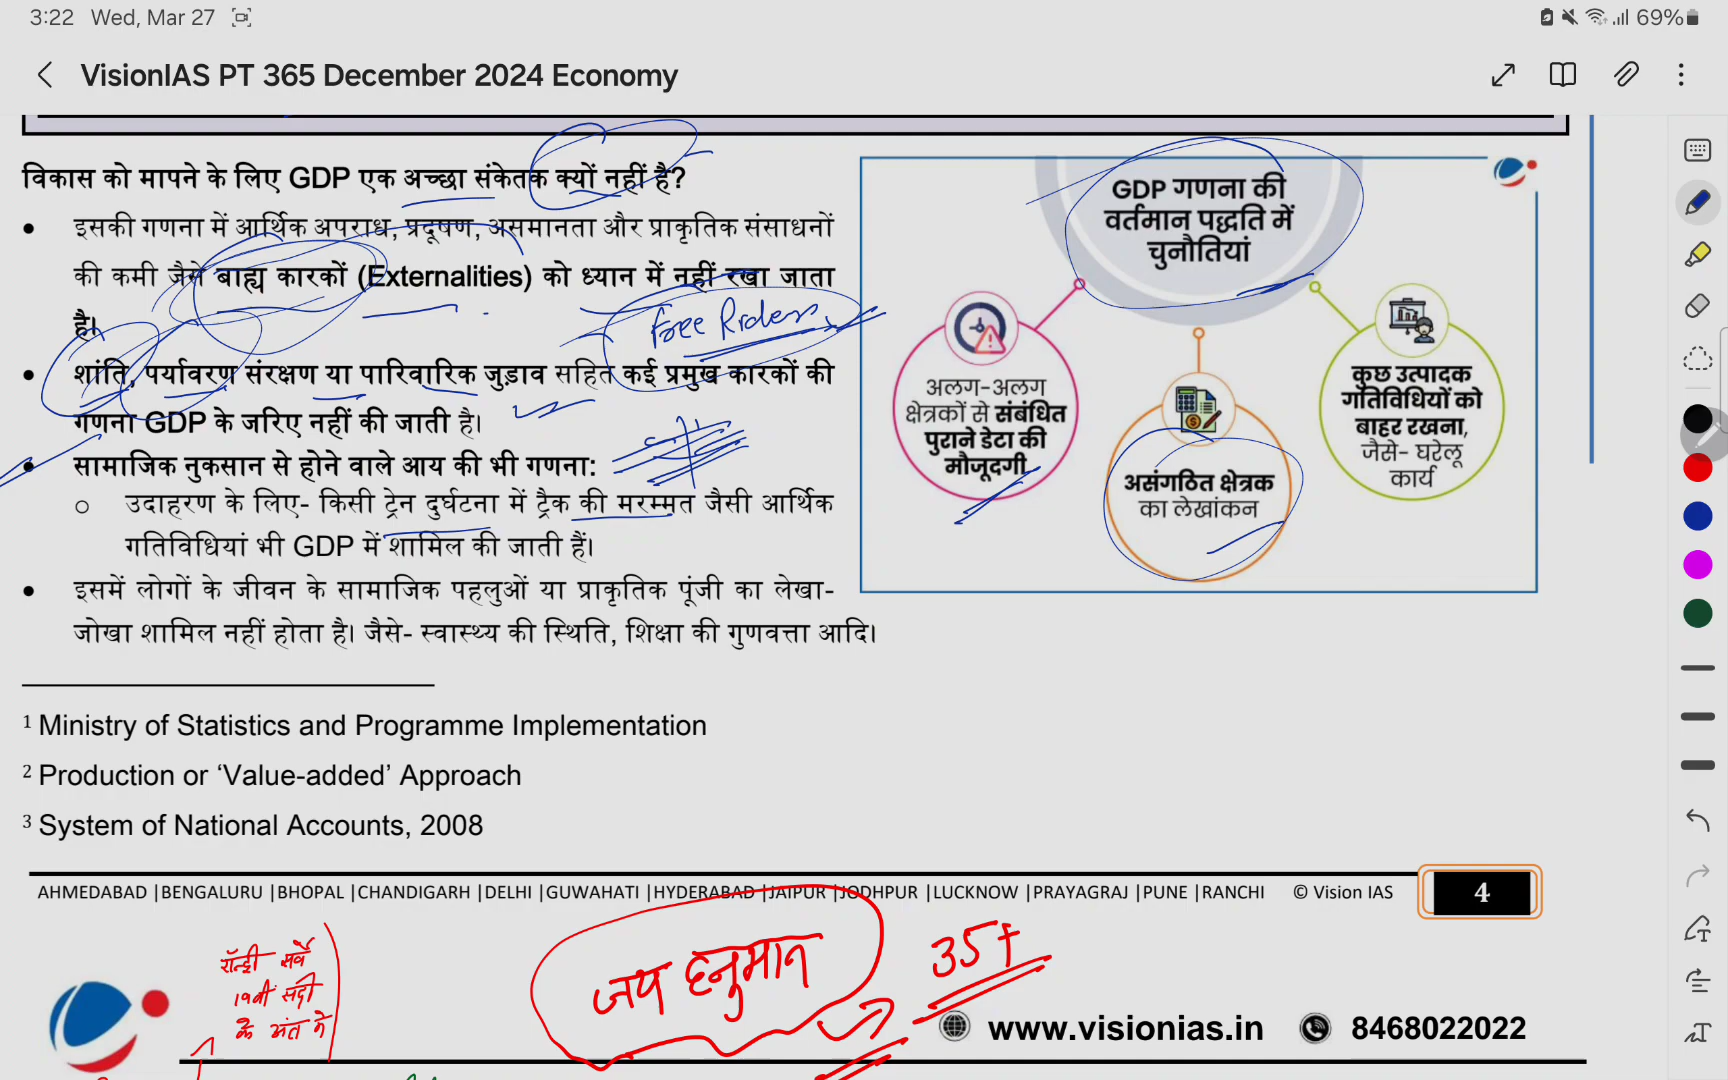 3:22 Wed, Mar 27
69%
VisionIAS PT 365 December 2024 Economy
विकास को मापने के लिए GDP एक अच्छा संकेतक क्यों नहीं है?
• इसकी गणना में आर्थिक अपराध, प्रदूषण, असमानता और प्राकृतिक संसाधनों
की कमी जैसे बाह्य कारकों (Externalities) को ध्यान में नहीं रखा जाता
है।
Free Riders
• शांति, पर्यावरण संरक्षण या पारिवारिक जुड़ाव सहित कई प्रमुख कारकों की
गणना GDP के जरिए नहीं की जाती है।
• सामाजिक नुकसान से होने वाले आय की भी गणना:
o उदाहरण के लिए- किसी ट्रेन दुर्घटना में ट्रैक की मरम्मत जैसी आर्थिक
गतिविधियां भी GDP में शामिल की जाती हैं।
• इसमें लोगों के जीवन के सामाजिक पहलुओं या प्राकृतिक पूंजी का लेखा-
जोखा शामिल नहीं होता है। जैसे- स्वास्थ्य की स्थिति, शिक्षा की गुणवत्ता आदि।
GDP गणना की
वर्तमान पद्धति में
चुनौतियां
अलग-अलग
क्षेत्रकों से संबंधित
पुराने डेटा की
मौजूदगी
असंगठित क्षेत्रक
का लेखांकन
कुछ उत्पादक
गतिविधियों को
बाहर रखना,
जैसे- घरेलू
कार्य
1 Ministry of Statistics and Programme Implementation
2 Production or ‘Value-added’ Approach
3 System of National Accounts, 2008
AHMEDABAD |BENGALURU |BHOPAL |CHANDIGARH |DELHI |GUWAHATI |HYDERABAD |JAIPUR |JODHPUR |LUCKNOW |PRAYAGRAJ |PUNE |RANCHI © Vision IAS
4
सर्वे
19वी सदी
के अंत में
जय हनुमान
35+
www.visionias.in 8468022022